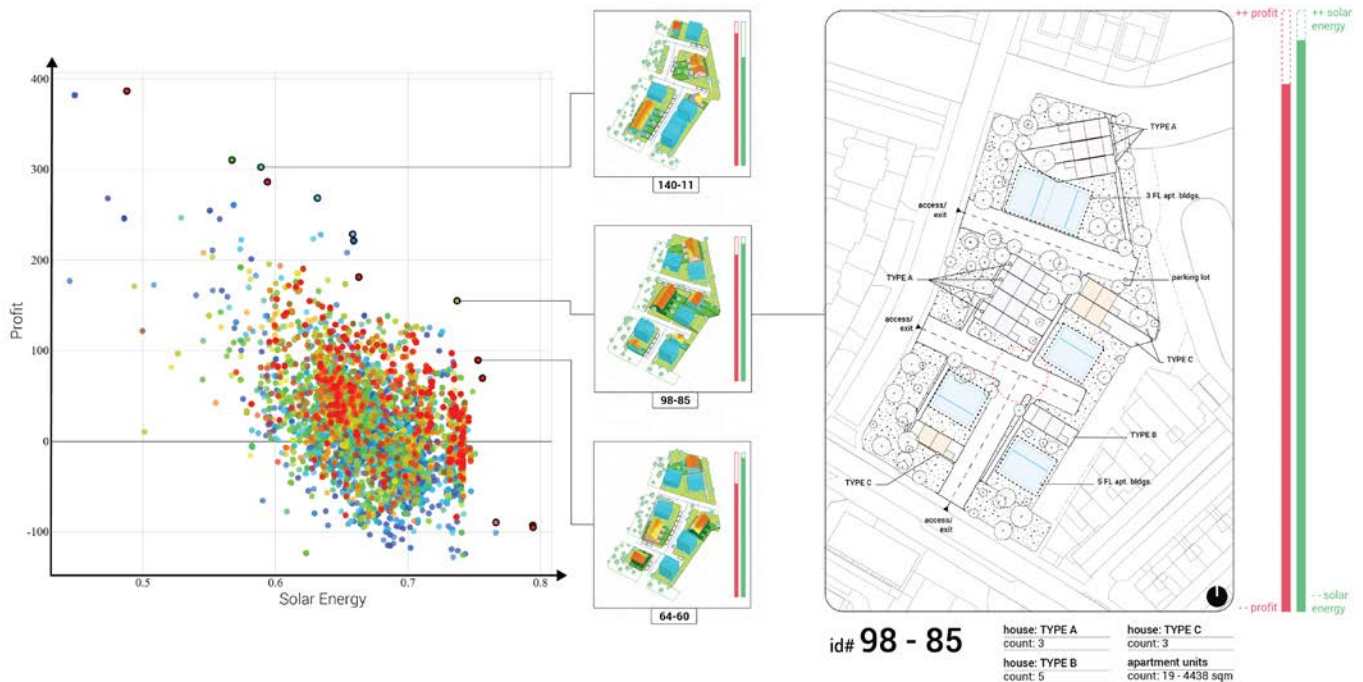 400
300
200
100
0
-100
0.5
0.6
0.7
0.8
Profit
Solar Energy
140-11
98-85
64-60
TYPE A
3 FL apt. bldgs.
access/
exit
parking lot
TYPE A
access/
exit
TYPE C
TYPE B
TYPE C
5 FL apt. bldgs.
access/
exit
++ profit
++ solar
energy
-- profit
-- solar
energy
id# 98 - 85
house: TYPE A
count: 3
house: TYPE C
count: 3
house: TYPE B
count: 5
apartment units
count: 19 - 4438 sqm